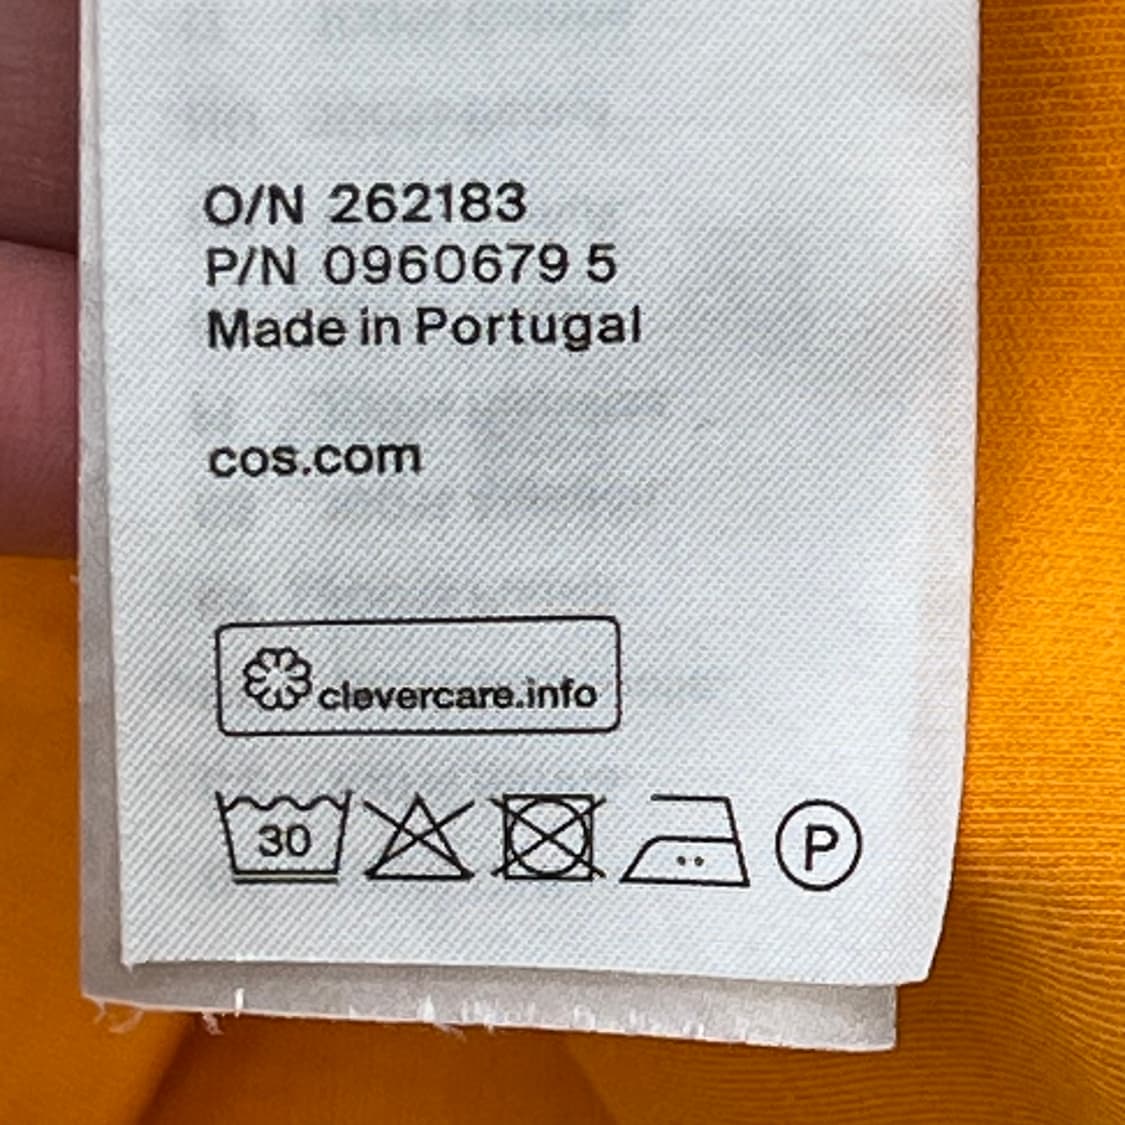 O/N 262183
P/N 0960679 5
Made in Portugal
cos.com
clevercare.info
30
P